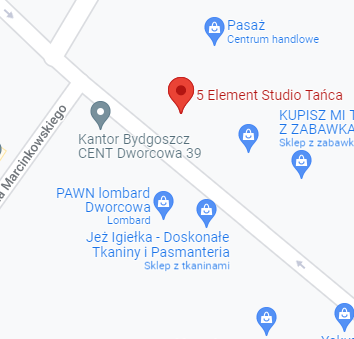 Pasaż
Centrum handlowe
5 Element Studio Tańca
KUPISZ MI T
Z ZABAWKA
Sklep z zabawk
Kantor Bydgoszcz
CENT Dworcowa 39
a Marcinkowskiego
PAWN lombard
Dworcowa
Lombard
Jeż Igiełka - Doskonałe
Tkaniny i Pasmanteria
Sklep z tkaninami